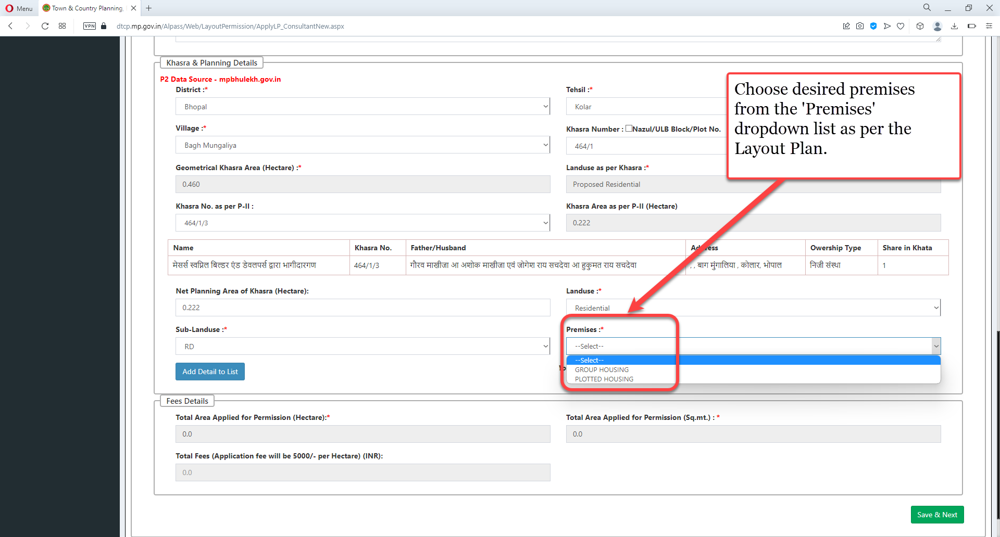 Menu
Town & Country Planning,
VPN
dtcp.mp.gov.in/Alpass/Web/LayoutPermission/ApplyLP_ConsultantNew.aspx
Khasra & Planning Details
P2 Data Source - mpbhulekh.gov.in
District :*
Tehsil :*
Bhopal
Kolar
Village :*
Khasra Number : Nazul/ULB Block/Plot No.
Bagh Mungaliya
464/1
Choose desired premises
from the 'Premises'
dropdown list as per the
Layout Plan.
Geometrical Khasra Area (Hectare) :*
Landuse as per Khasra :*
0.460
Proposed Residential
Khasra No. as per P-II :
Khasra Area as per P-II (Hectare)
464/1/3
0.222
Name Khasra No. Father/Husband Address Owership Type Share in Khata
मेसर्स स्वप्निल बिल्डर एंड डेवलपर्स द्वारा भागीदारगण 464/1/3 गौरव माखीजा आ अशोक माखीजा एवं जोगेश राय सचदेवा आ हुकुमत राय सचदेवा , , बाग मुंगालिया , कोलार, भोपाल निजी संस्था 1
Net Planning Area of Khasra (Hectare):
Landuse :*
0.222
Residential
Sub-Landuse :*
Premises :*
RD
--Select--
--Select--
GROUP HOUSING
PLOTTED HOUSING
Add Detail to List
Fees Details
Total Area Applied for Permission (Hectare):*
Total Area Applied for Permission (Sq.mt.) : *
0.0
0.0
Total Fees (Application fee will be 5000/- per Hectare) (INR):
0.0
Save & Next